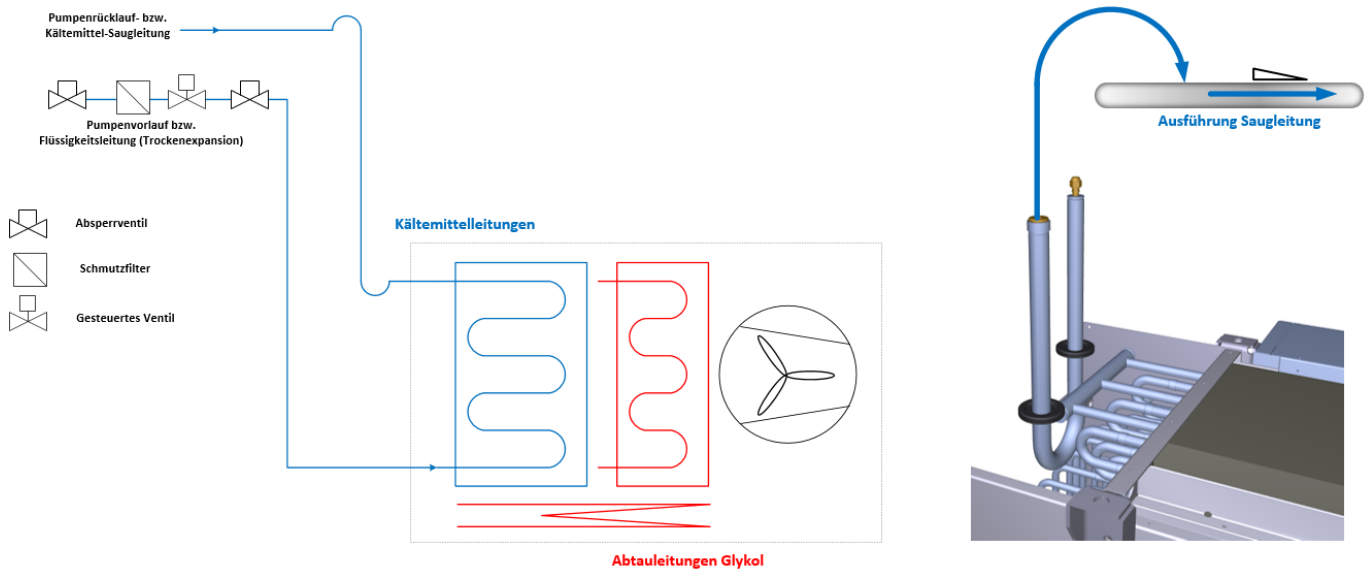 Pumpenrücklauf- bzw.
Kältemittel-Saugleitung
Pumpenvorlauf bzw.
Flüssigkeitsleitung (Trockenexpansion)
Absperrventil
Schmutzfilter
Gesteuertes Ventil
Kältemittelleitungen
Abtauleitungen Glykol
Ausführung Saugleitung